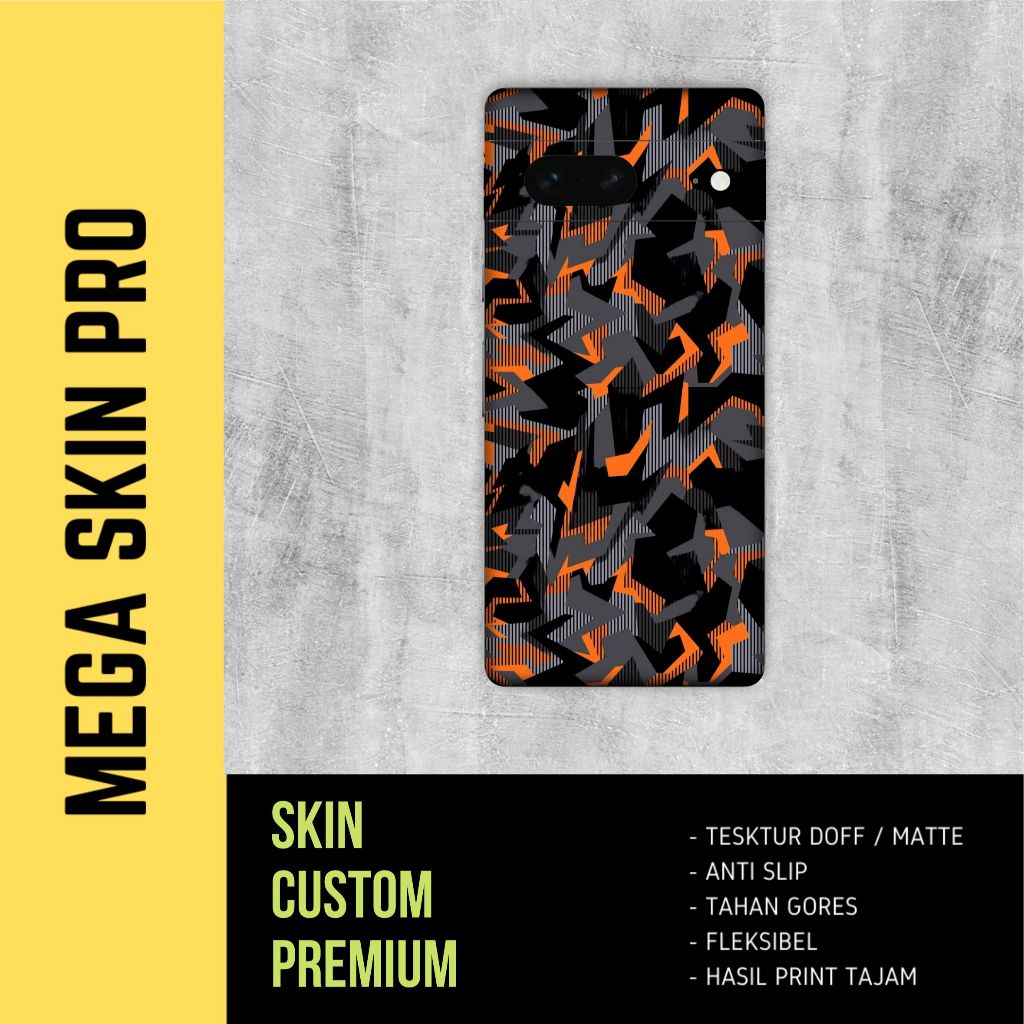 MEGA SKIN PRO
SKIN
CUSTOM
PREMIUM
- TESKTUR DOFF / MATTE
- ANTI SLIP
- TAHAN GORES
- FLEKSIBEL
- HASIL PRINT TAJAM